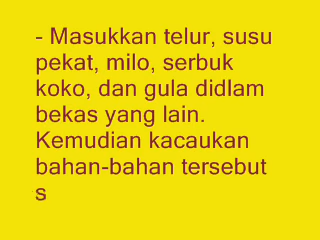 - Masukkan telur, susu
pekat, milo, serbuk
koko, dan gula didlam
bekas yang lain.
Kemudian kacaukan
bahan-bahan tersebut
s